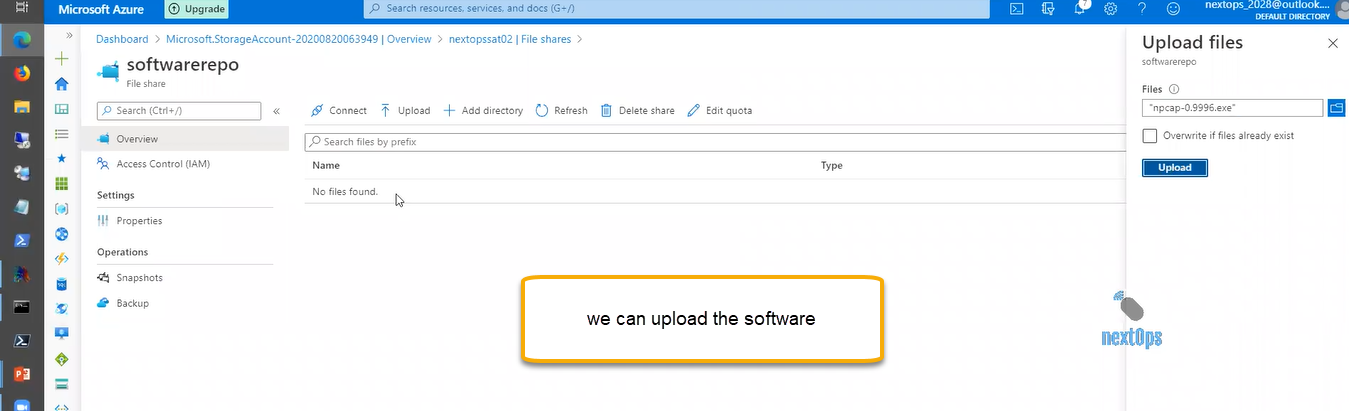 Microsoft Azure
Upgrade
Search resources, services, and docs (G+/)
7
nextops_2028@outlook....
DEFAULT DIRECTORY
Dashboard > Microsoft.StorageAccount-20200820063949 | Overview > nextopssat02 | File shares >
softwarerepo
File share
Search (Ctrl+/)
«
Overview
Access Control (IAM)
Settings
Properties
Operations
Snapshots
Backup
Connect
Upload
Add directory
Refresh
Delete share
Edit quota
Search files by prefix
Name
Type
No files found.
we can upload the software
Upload files
softwarerepo
Files
"npcap-0.9996.exe"
Overwrite if files already exist
Upload
nextOps